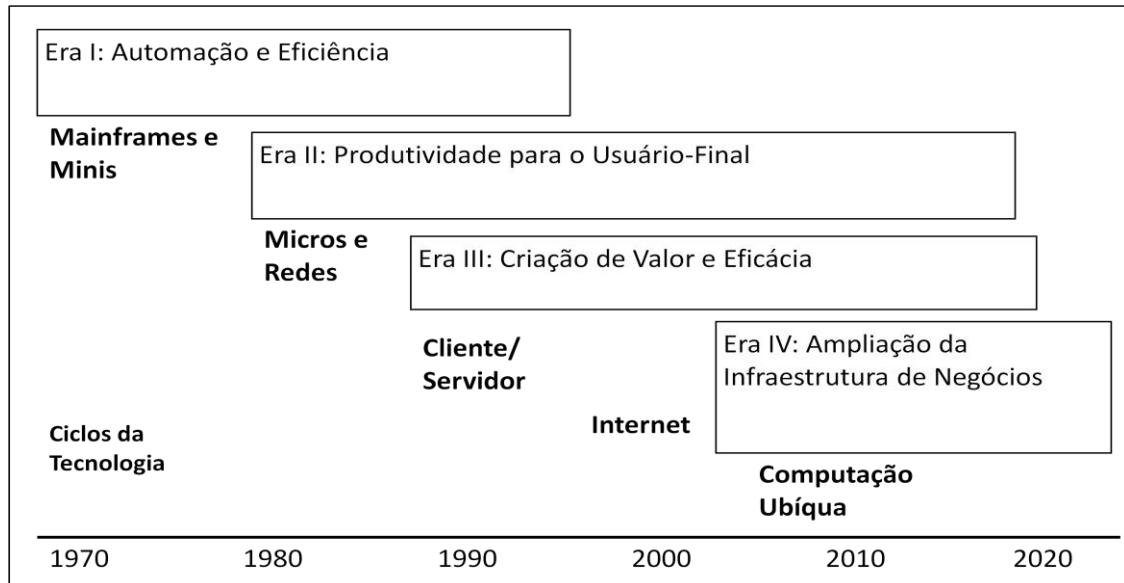 Era I: Automação e Eficiência
Mainframes e
Minis
Era II: Produtividade para o Usuário-Final
Micros e
Redes
Era III: Criação de Valor e Eficácia
Cliente/
Servidor
Era IV: Ampliação da
Infraestrutura de Negócios
Internet
Ciclos da
Tecnologia
Computação
Ubíqua
1970 1980 1990 2000 2010 2020